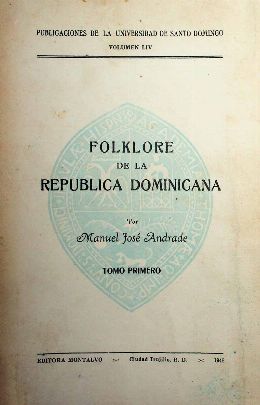 PUBLICACIONES DE LA UNIVERSIDAD DE SANTO DOMINGO
VOLUMEN LIV
FOLKLORE
DE LA
REPUBLICA DOMINICANA
Por
Manuel José Andrade
TOMO PRIMERO
EDITORA MONTALVO — Ciudad Trujillo, R. D. — 1948